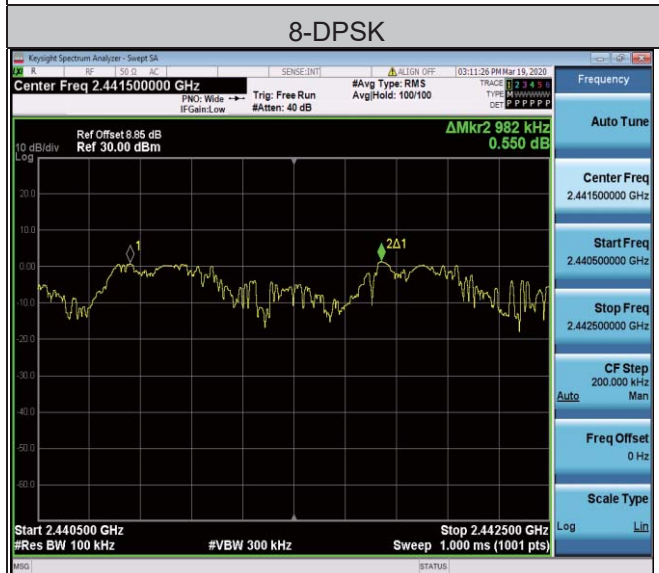 8-DPSK
Keysight Spectrum Analyzer - Swept SA
R RF 50 Ω AC SENSE:INT ALIGN OFF 03:11:26 PM Mar 19, 2020
Center Freq 2.441500000 GHz
PNO: Wide
IFGain:Low
Trig: Free Run
#Atten: 40 dB
#Avg Type: RMS
Avg|Hold: 100/100
TRACE 1 2 3 4 5 6
TYPE M W W W W W
DET P P P P P P
Ref Offset 8.85 dB
10 dB/div Ref 30.00 dBm
Log
ΔMkr2 982 kHz
0.550 dB
20.0
10.0
0.00
-10.0
-20.0
-30.0
-40.0
-50.0
-60.0
1
2Δ1
Start 2.440500 GHz Stop 2.442500 GHz
#Res BW 100 kHz #VBW 300 kHz Sweep 1.000 ms (1001 pts)
MSG STATUS
Frequency
Auto Tune
Center Freq
2.441500000 GHz
Start Freq
2.440500000 GHz
Stop Freq
2.442500000 GHz
CF Step
200.000 kHz
Auto Man
Freq Offset
0 Hz
Scale Type
Log Lin